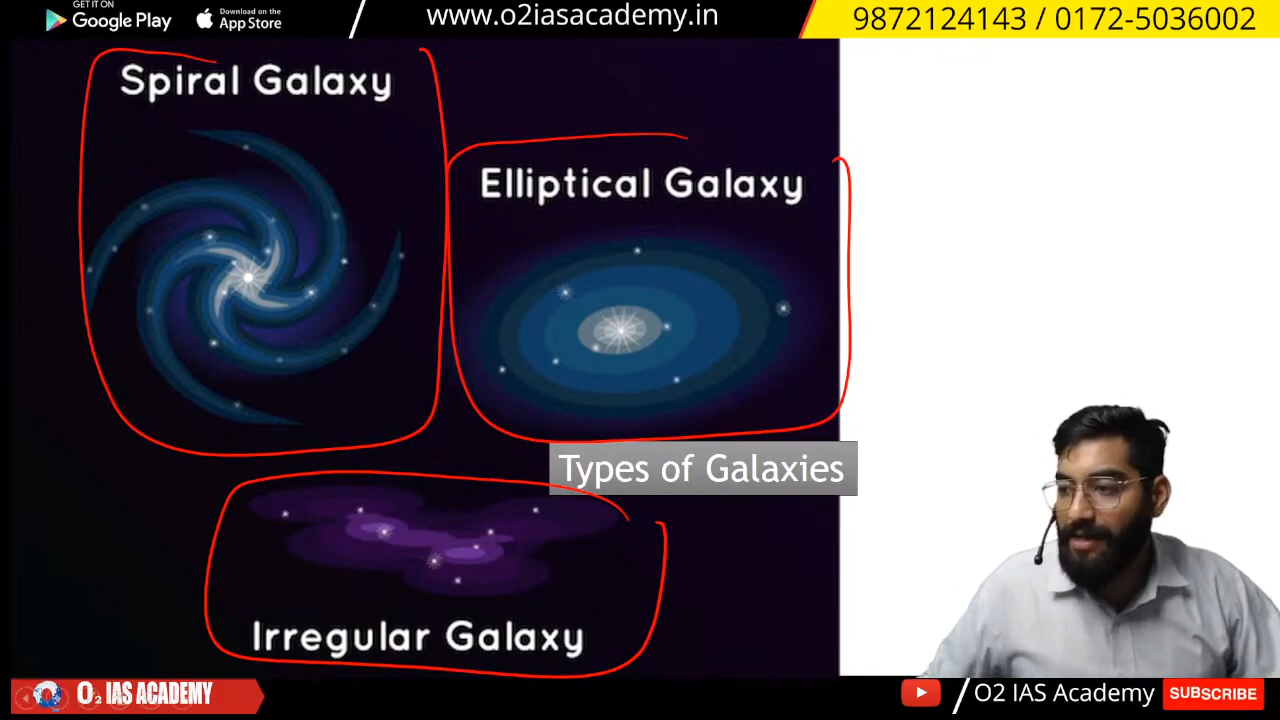 GET IT ON
Google Play
Download on the
App Store
www.o2iasacademy.in
9872124143 / 0172-5036002
Spiral Galaxy
Elliptical Galaxy
Types of Galaxies
Irregular Galaxy
O₂ IAS ACADEMY
O2 IAS Academy
SUBSCRIBE